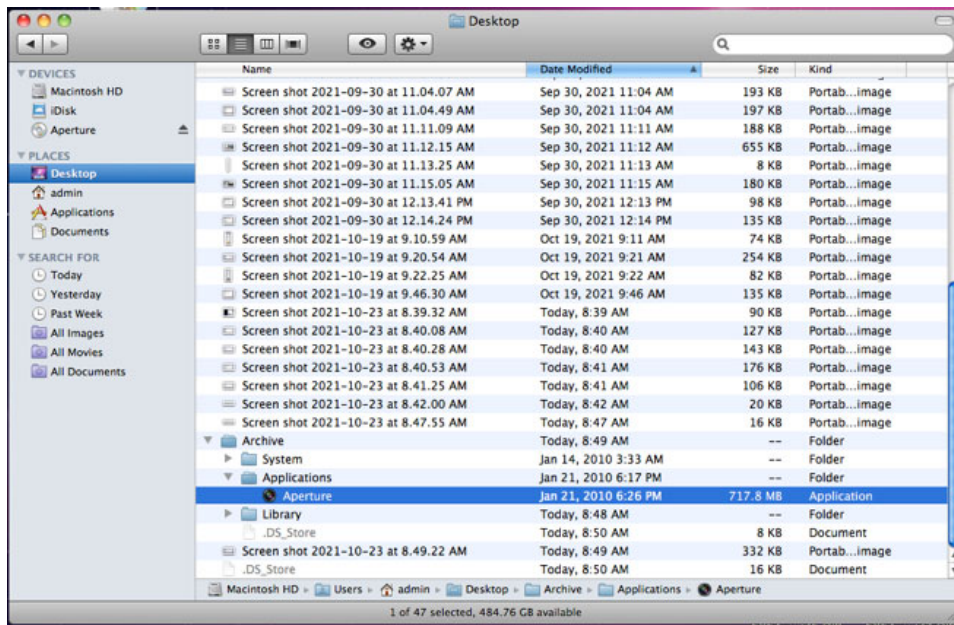 Desktop
DEVICES
Macintosh HD
iDisk
Aperture
PLACES
Desktop
admin
Applications
Documents
SEARCH FOR
Today
Yesterday
Past Week
All Images
All Movies
All Documents
Name Date Modified Size Kind
Screen shot 2021-09-30 at 11.04.07 AM Sep 30, 2021 11:04 AM 193 KB Portab...image
Screen shot 2021-09-30 at 11.04.49 AM Sep 30, 2021 11:04 AM 197 KB Portab...image
Screen shot 2021-09-30 at 11.11.09 AM Sep 30, 2021 11:11 AM 188 KB Portab...image
Screen shot 2021-09-30 at 11.12.15 AM Sep 30, 2021 11:12 AM 655 KB Portab...image
Screen shot 2021-09-30 at 11.13.25 AM Sep 30, 2021 11:13 AM 8 KB Portab...image
Screen shot 2021-09-30 at 11.15.05 AM Sep 30, 2021 11:15 AM 180 KB Portab...image
Screen shot 2021-09-30 at 12.13.41 PM Sep 30, 2021 12:13 PM 98 KB Portab...image
Screen shot 2021-09-30 at 12.14.24 PM Sep 30, 2021 12:14 PM 135 KB Portab...image
Screen shot 2021-10-19 at 9.10.59 AM Oct 19, 2021 9:11 AM 74 KB Portab...image
Screen shot 2021-10-19 at 9.20.54 AM Oct 19, 2021 9:21 AM 254 KB Portab...image
Screen shot 2021-10-19 at 9.22.25 AM Oct 19, 2021 9:22 AM 82 KB Portab...image
Screen shot 2021-10-19 at 9.46.30 AM Oct 19, 2021 9:46 AM 135 KB Portab...image
Screen shot 2021-10-23 at 8.39.32 AM Today, 8:39 AM 90 KB Portab...image
Screen shot 2021-10-23 at 8.40.08 AM Today, 8:40 AM 127 KB Portab...image
Screen shot 2021-10-23 at 8.40.28 AM Today, 8:40 AM 143 KB Portab...image
Screen shot 2021-10-23 at 8.40.53 AM Today, 8:41 AM 176 KB Portab...image
Screen shot 2021-10-23 at 8.41.25 AM Today, 8:41 AM 106 KB Portab...image
Screen shot 2021-10-23 at 8.42.00 AM Today, 8:42 AM 20 KB Portab...image
Screen shot 2021-10-23 at 8.47.55 AM Today, 8:47 AM 16 KB Portab...image
Archive Today, 8:49 AM -- Folder
System Jan 14, 2010 3:33 AM -- Folder
Applications Jan 21, 2010 6:17 PM -- Folder
Aperture Jan 21, 2010 6:26 PM 717.8 MB Application
Library Today, 8:48 AM -- Folder
.DS_Store Today, 8:50 AM 8 KB Document
Screen shot 2021-10-23 at 8.49.22 AM Today, 8:49 AM 332 KB Portab...image
.DS_Store Today, 8:50 AM 16 KB Document
Macintosh HD Users admin Desktop Archive Applications Aperture
1 of 47 selected, 484.76 GB available